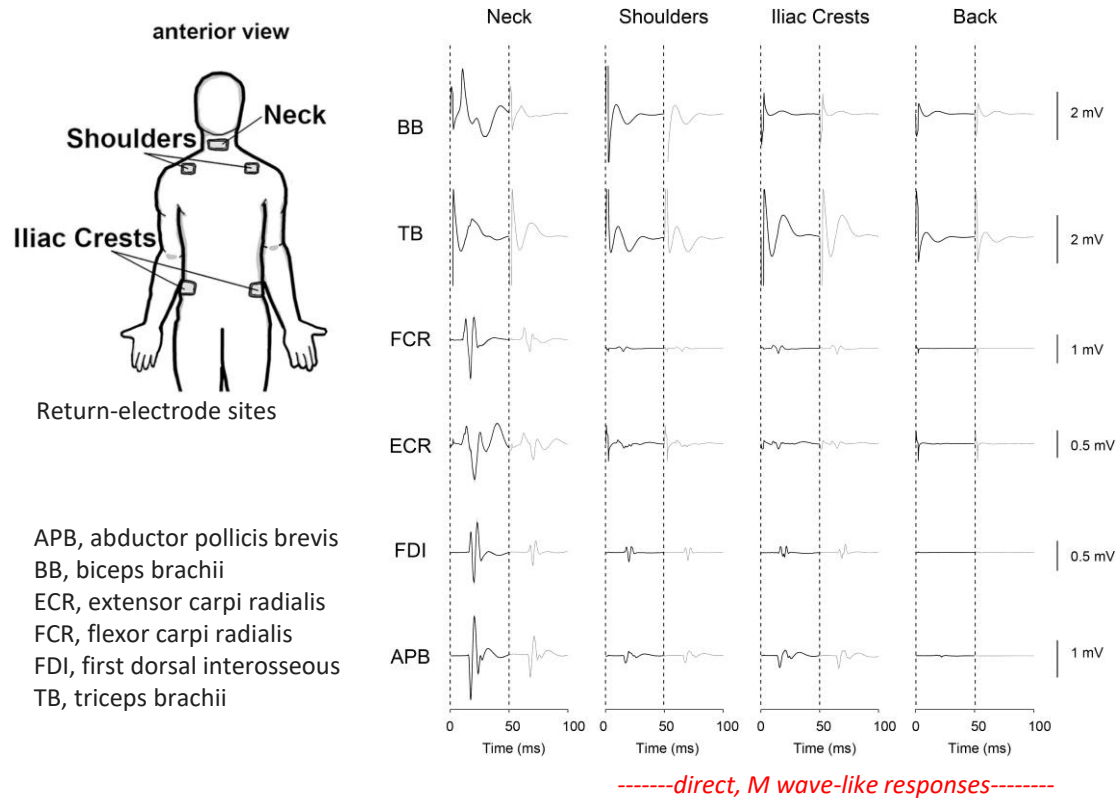 anterior view
Neck
Shoulders
Iliac Crests
Return-electrode sites
APB, abductor pollicis brevis
BB, biceps brachii
ECR, extensor carpi radialis
FCR, flexor carpi radialis
FDI, first dorsal interosseous
TB, triceps brachii
Neck Shoulders Iliac Crests Back
BB 2 mV
TB 2 mV
FCR 1 mV
ECR 0.5 mV
FDI 0.5 mV
APB 1 mV
0 50 100 0 50 100 0 50 100 0 50 100
Time (ms) Time (ms) Time (ms) Time (ms)
-------direct, M wave-like responses--------